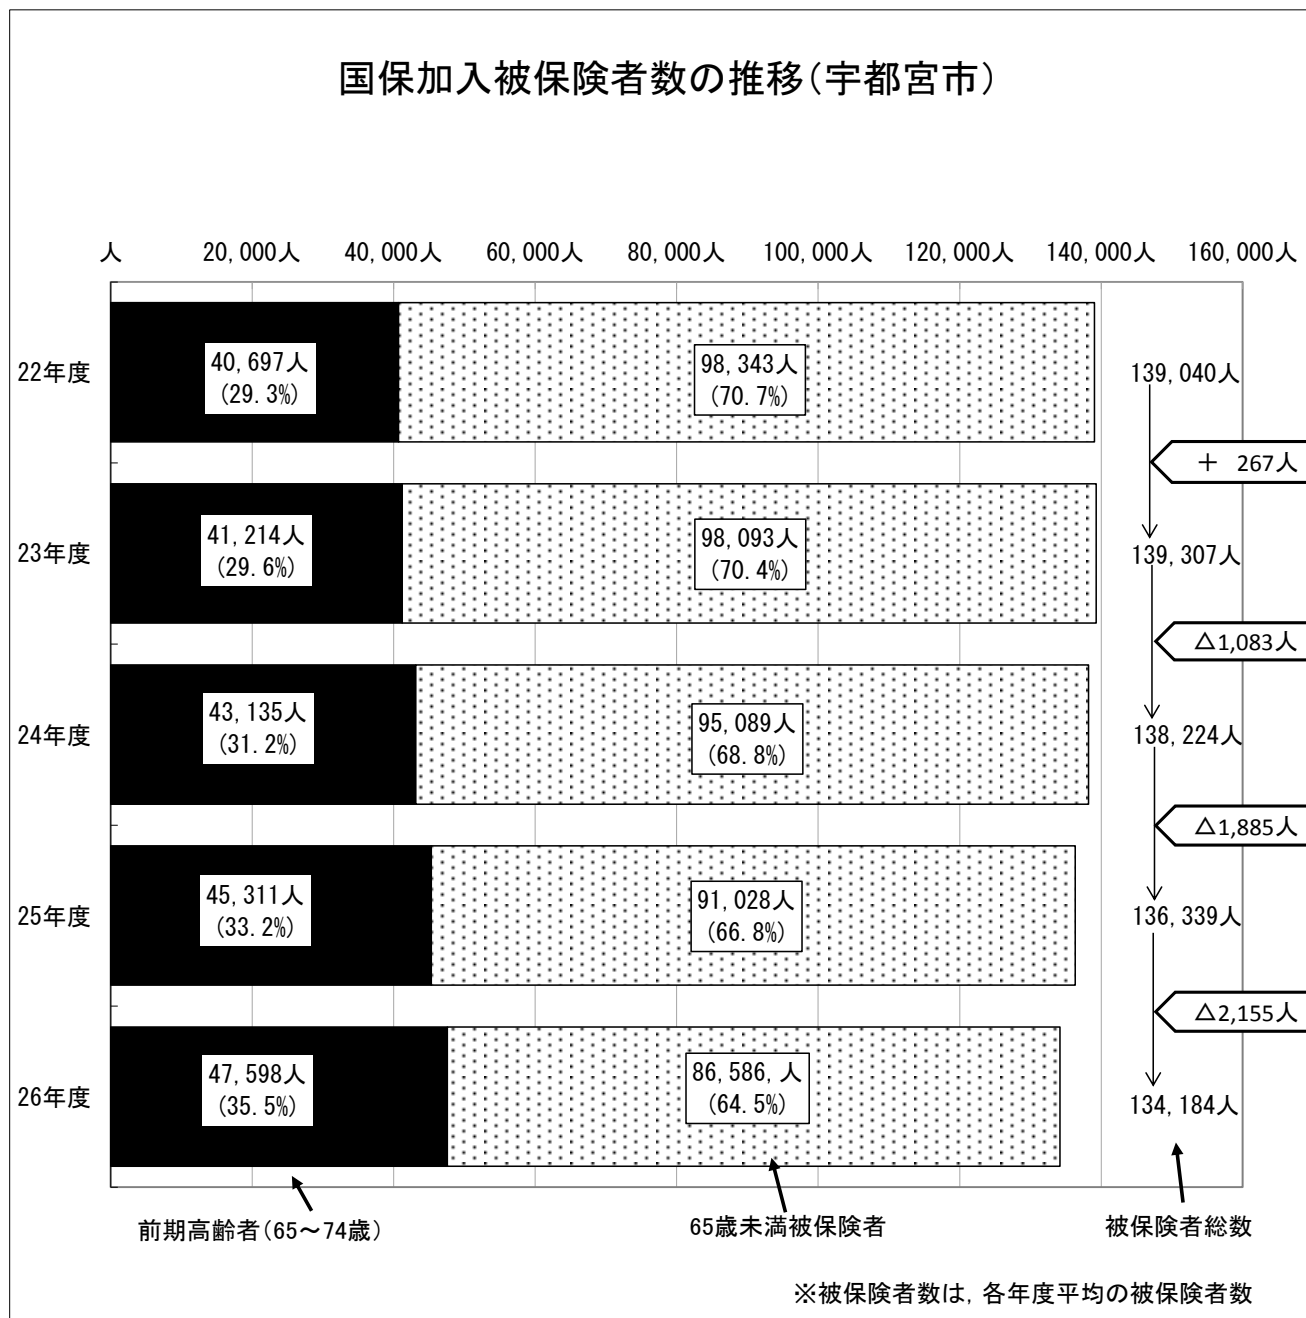 国保加入被保険者数の推移（宇都宮市）
人 20,000人 40,000人 60,000人 80,000人 100,000人 120,000人 140,000人 160,000人
22年度
40,697人
(29.3%)
98,343人
(70.7%)
139,040人
＋ 267人
23年度
41,214人
(29.6%)
98,093人
(70.4%)
139,307人
△1,083人
24年度
43,135人
(31.2%)
95,089人
(68.8%)
138,224人
△1,885人
25年度
45,311人
(33.2%)
91,028人
(66.8%)
136,339人
△2,155人
26年度
47,598人
(35.5%)
86,586,人
(64.5%)
134,184人
前期高齢者（65～74歳）
65歳未満被保険者
被保険者総数
※被保険者数は，各年度平均の被保険者数